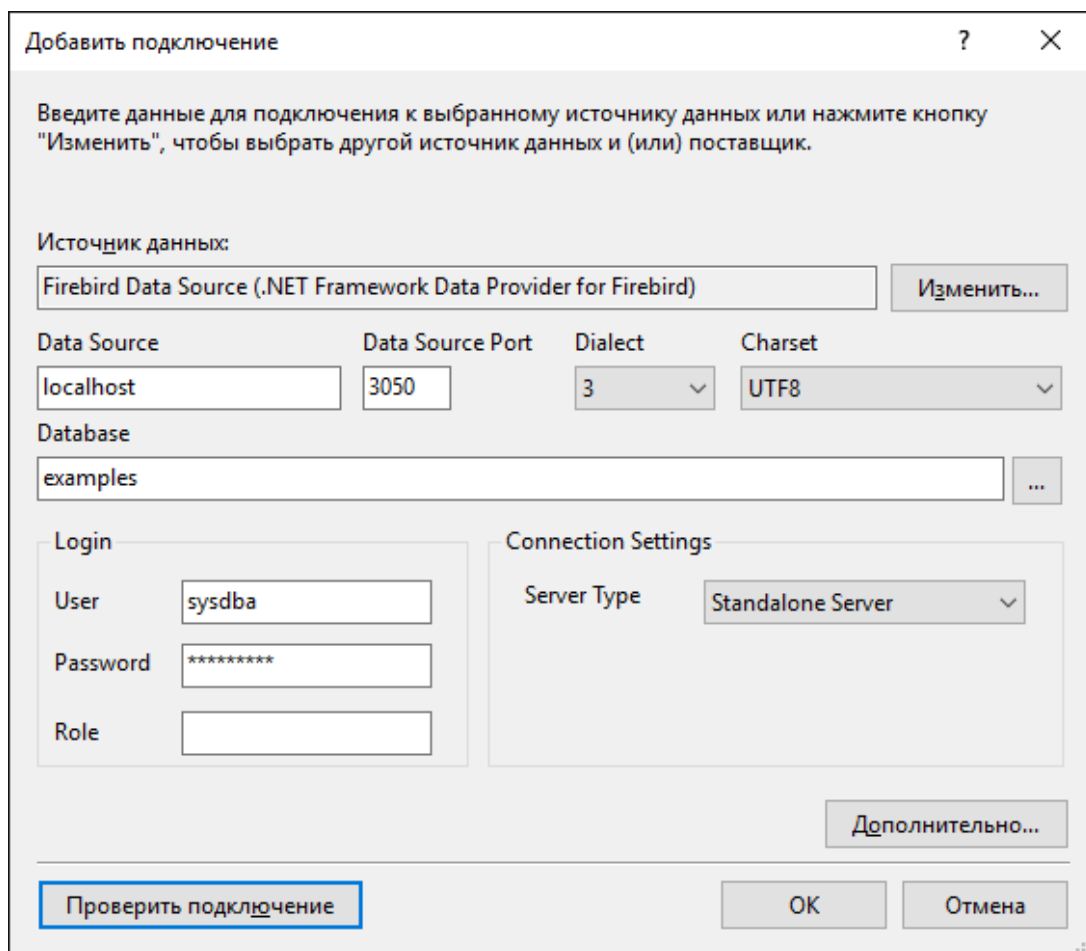 Добавить подключение ?
Введите данные для подключения к выбранному источнику данных или нажмите кнопку
"Изменить", чтобы выбрать другой источник данных и (или) поставщик.
Источник данных:
Firebird Data Source (.NET Framework Data Provider for Firebird) Изменить...
Data Source Data Source Port Dialect Charset
localhost 3050 3 UTF8
Database
examples ...
Login Connection Settings
User sysdba Server Type Standalone Server
Password *********
Role
Дополнительно...
Проверить подключение OK Отмена